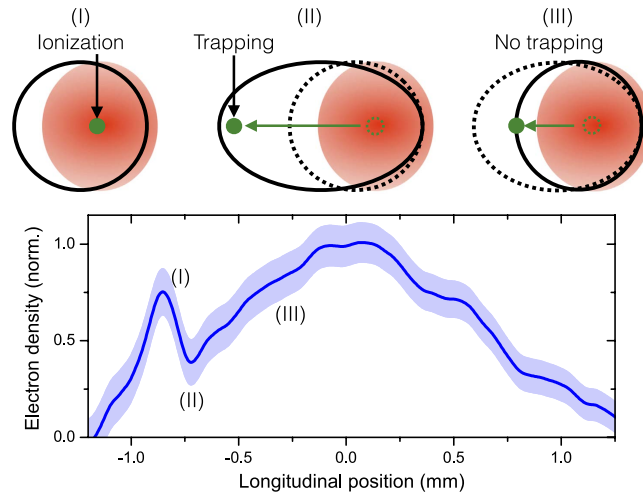 (I) (II) (III)
Ionization Trapping No trapping
1.0
0.5
0.0
Electron density (norm.)
(I)
(II)
(III)
-1.0 -0.5 0.0 0.5 1.0
Longitudinal position (mm)